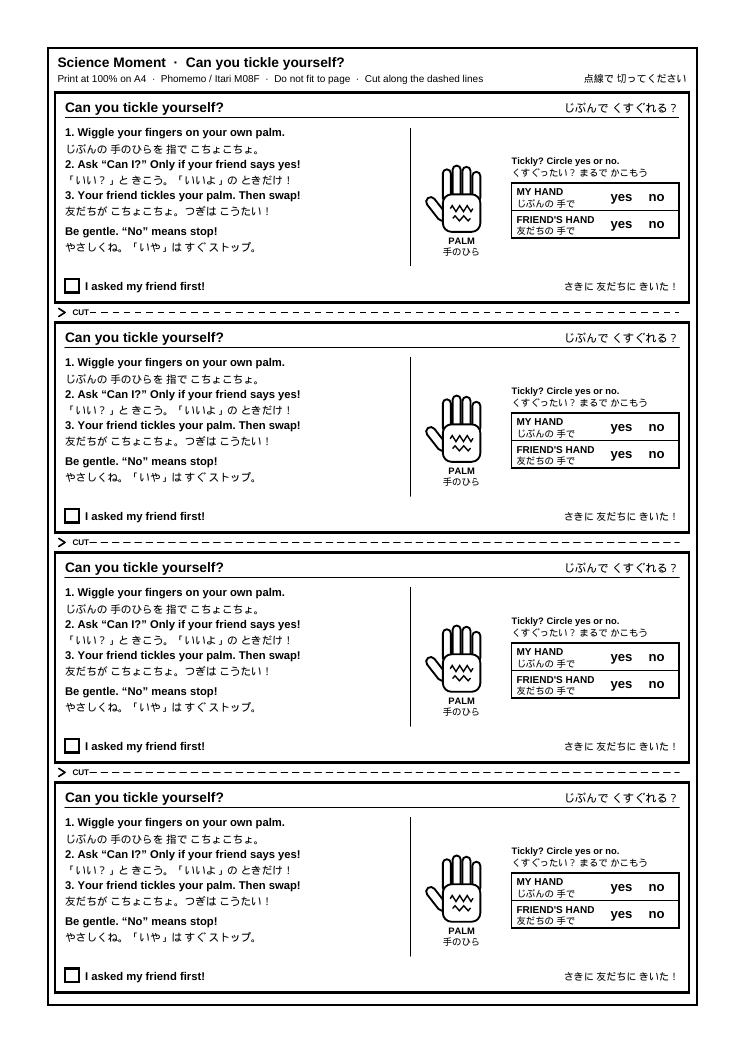 Science Moment · Can you tickle yourself?
Print at 100% on A4 · Phomemo / Itari M08F · Do not fit to page · Cut along the dashed lines
点線で 切ってください
Can you tickle yourself?
じぶんで くすぐれる？
1. Wiggle your fingers on your own palm.
じぶんの 手のひらを 指で こちょこちょ。
2. Ask “Can I?” Only if your friend says yes!
「いい？」と きこう。「いいよ」の ときだけ！
3. Your friend tickles your palm. Then swap!
友だちが こちょこちょ。つぎは こうたい！
Be gentle. “No” means stop!
やさしくね。「いや」は すぐ ストップ。
PALM
手のひら
Tickly? Circle yes or no.
くすぐったい？ まるで かこもう
MY HAND yes no
じぶんの 手で
FRIEND'S HAND yes no
友だちの 手で
I asked my friend first!
さきに 友だちに きいた！
CUT
Can you tickle yourself?
じぶんで くすぐれる？
1. Wiggle your fingers on your own palm.
じぶんの 手のひらを 指で こちょこちょ。
2. Ask “Can I?” Only if your friend says yes!
「いい？」と きこう。「いいよ」の ときだけ！
3. Your friend tickles your palm. Then swap!
友だちが こちょこちょ。つぎは こうたい！
Be gentle. “No” means stop!
やさしくね。「いや」は すぐ ストップ。
PALM
手のひら
Tickly? Circle yes or no.
くすぐったい？ まるで かこもう
MY HAND yes no
じぶんの 手で
FRIEND'S HAND yes no
友だちの 手で
I asked my friend first!
さきに 友だちに きいた！
CUT
Can you tickle yourself?
じぶんで くすぐれる？
1. Wiggle your fingers on your own palm.
じぶんの 手のひらを 指で こちょこちょ。
2. Ask “Can I?” Only if your friend says yes!
「いい？」と きこう。「いいよ」の ときだけ！
3. Your friend tickles your palm. Then swap!
友だちが こちょこちょ。つぎは こうたい！
Be gentle. “No” means stop!
やさしくね。「いや」は すぐ ストップ。
PALM
手のひら
Tickly? Circle yes or no.
くすぐったい？ まるで かこもう
MY HAND yes no
じぶんの 手で
FRIEND'S HAND yes no
友だちの 手で
I asked my friend first!
さきに 友だちに きいた！
CUT
Can you tickle yourself?
じぶんで くすぐれる？
1. Wiggle your fingers on your own palm.
じぶんの 手のひらを 指で こちょこちょ。
2. Ask “Can I?” Only if your friend says yes!
「いい？」と きこう。「いいよ」の ときだけ！
3. Your friend tickles your palm. Then swap!
友だちが こちょこちょ。つぎは こうたい！
Be gentle. “No” means stop!
やさしくね。「いや」は すぐ ストップ。
PALM
手のひら
Tickly? Circle yes or no.
くすぐったい？ まるで かこもう
MY HAND yes no
じぶんの 手で
FRIEND'S HAND yes no
友だちの 手で
I asked my friend first!
さきに 友だちに きいた！